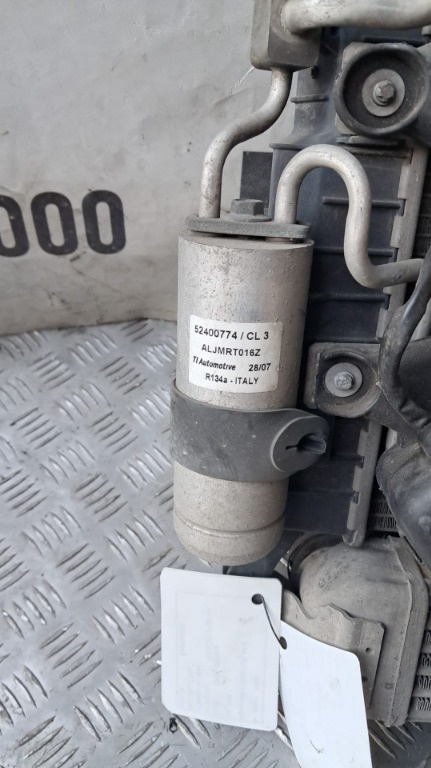 000
52400774 / CL 3
ALJMRT016Z
TI Automotive 28/07
R134a - ITALY